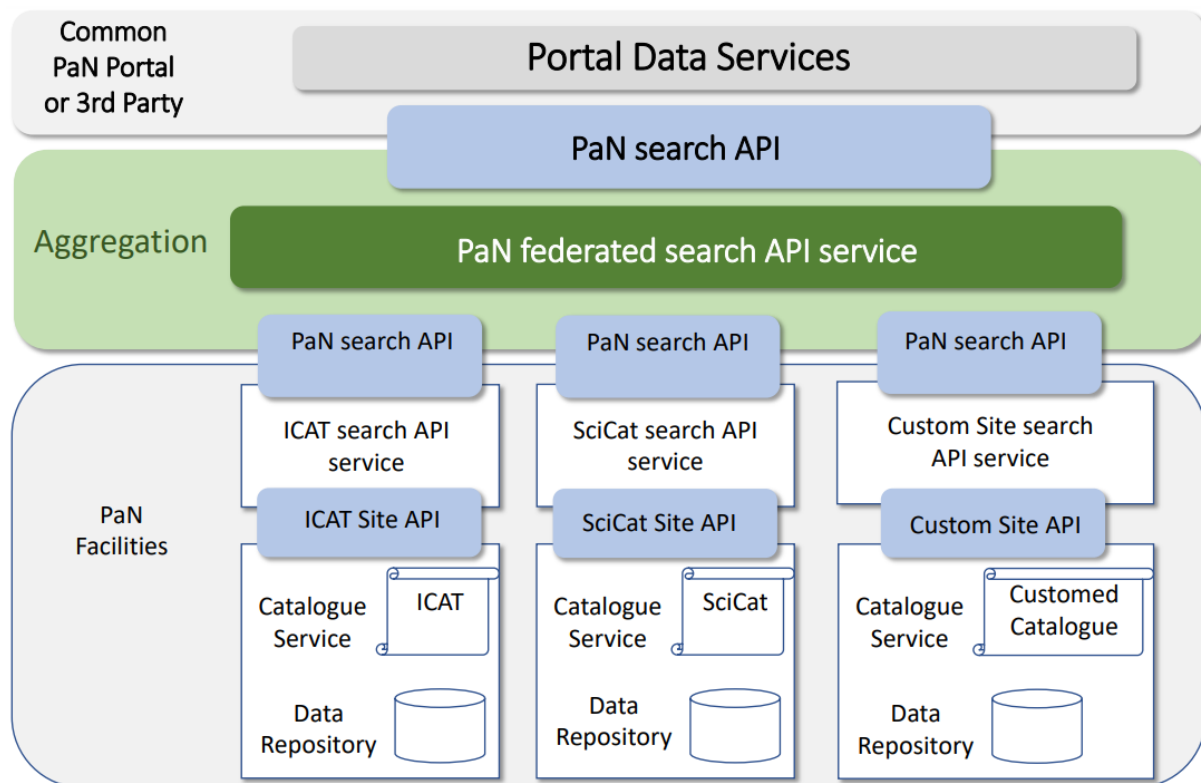 Common
PaN Portal
or 3rd Party
Portal Data Services
PaN search API
Aggregation
PaN federated search API service
PaN search API
PaN search API
PaN search API
ICAT search API
service
SciCat search API
service
Custom Site search
API service
PaN
Facilities
ICAT Site API
SciCat Site API
Custom Site API
Catalogue
Service
ICAT
Catalogue
Service
SciCat
Catalogue
Service
Customed
Catalogue
Data
Repository
Data
Repository
Data
Repository